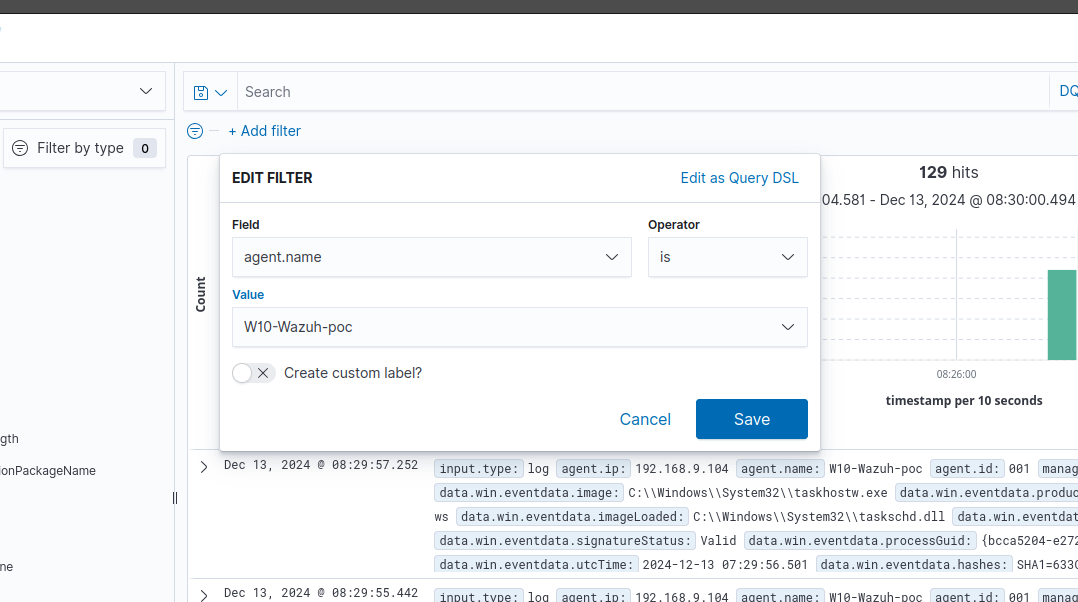 Search
DQ
Filter by type 0
+ Add filter
EDIT FILTER
Edit as Query DSL
129 hits
04.581 - Dec 13, 2024 @ 08:30:00.494
Field
Operator
agent.name
is
Value
W10-Wazuh-poc
Create custom label?
Cancel
Save
Count
08:26:00
timestamp per 10 seconds
gth
ionPackageName
ne
Dec 13, 2024 @ 08:29:57.252
input.type: log agent.ip: 192.168.9.104 agent.name: W10-Wazuh-poc agent.id: 001 manag
data.win.eventdata.image: C:\\Windows\\System32\\taskhostw.exe data.win.eventdata.produc
ws data.win.eventdata.imageLoaded: C:\\Windows\\System32\\taskschd.dll data.win.eventdat
data.win.eventdata.signatureStatus: Valid data.win.eventdata.processGuid: {bcca5204-e272
data.win.eventdata.utcTime: 2024-12-13 07:29:56.501 data.win.eventdata.hashes: SHA1=6330
Dec 13, 2024 @ 08:29:55.442
input.type: log agent.ip: 192.168.9.104 agent.name: W10-Wazuh-poc agent.id: 001 manag